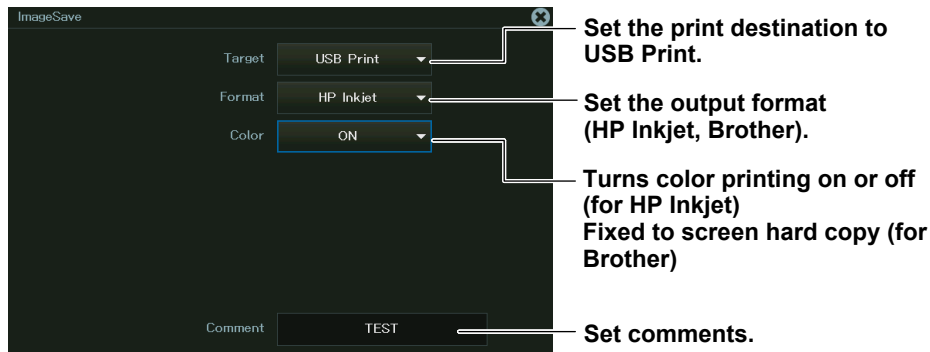 ImageSave
Target USB Print
Set the print destination to
USB Print.
Format HP Inkjet
Set the output format
(HP Inkjet, Brother).
Color ON
Turns color printing on or off
(for HP Inkjet)
Fixed to screen hard copy (for
Brother)
Comment TEST
Set comments.